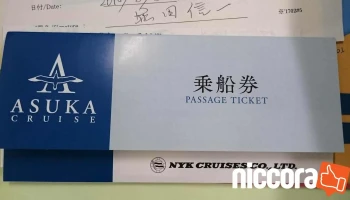 日付/Date:
ASUKA
CRUISE
乗船券
PASSAGE TICKET
NYK CRUISES CO., LTD.
niccora